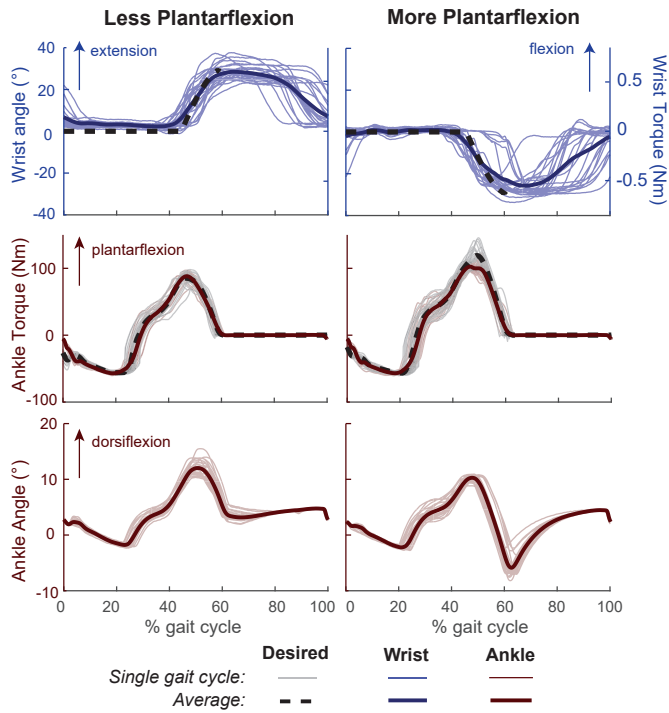 Less Plantarflexion
More Plantarflexion
Wrist angle (°)
40
20
0
20
40
extension
flexion
0.5
0
-0.5
Wrist Torque (Nm)
Ankle Torque (Nm)
100
0
-100
plantarflexion
Ankle Angle (°)
20
10
0
-10
dorsiflexion
0 20 40 60 80 100
0 20 40 60 80 100
% gait cycle
% gait cycle
Desired Wrist Ankle
Single gait cycle:
Average: